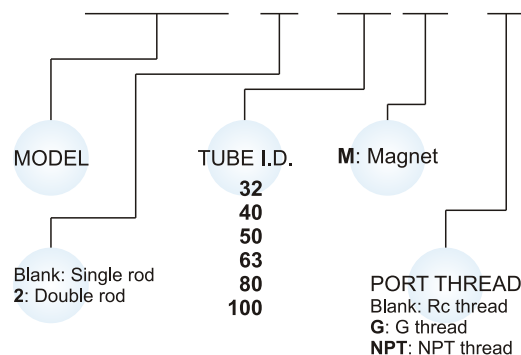 MODEL
TUBE I.D.
M: Magnet
32
40
50
63
80
100
Blank: Single rod
2: Double rod
PORT THREAD
Blank: Rc thread
G: G thread
NPT: NPT thread